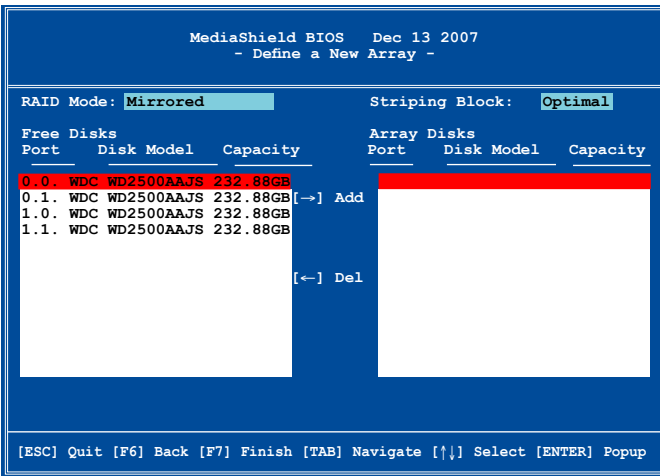 MediaShield BIOS   Dec 13 2007
- Define a New Array -
RAID Mode: Mirrored   Striping Block: Optimal
Free Disks   Array Disks
Port   Disk Model   Capacity   Port   Disk Model   Capacity
0.0. WDC WD2500AAJS 232.88GB
0.1. WDC WD2500AAJS 232.88GB[→] Add
1.0. WDC WD2500AAJS 232.88GB
1.1. WDC WD2500AAJS 232.88GB
[←] Del
[ESC] Quit [F6] Back [F7] Finish [TAB] Navigate [↑↓] Select [ENTER] Popup